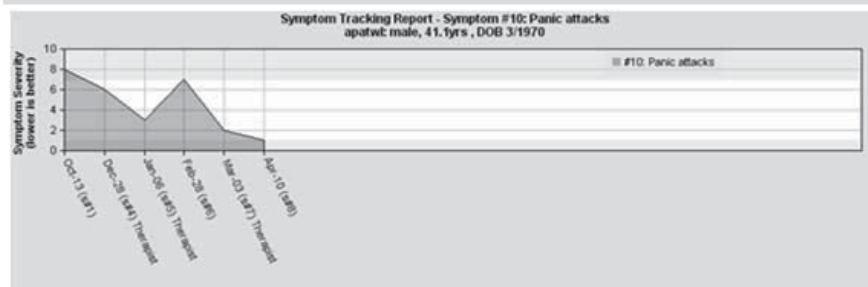 Symptom Tracking Report - Symptom #10: Panic attacks
apatwt: male, 41.1yrs , DOB 3/1970
Symptom Severity
(lower is better)
10
8
6
4
2
0
#10: Panic attacks
Oct-13 (s#1)
Dec-28 (s#4) Therapist
Jan-06 (s#5) Therapist
Feb-28 (s#6)
Mar-03 (s#7) Therapist
Apr-10 (s#8)